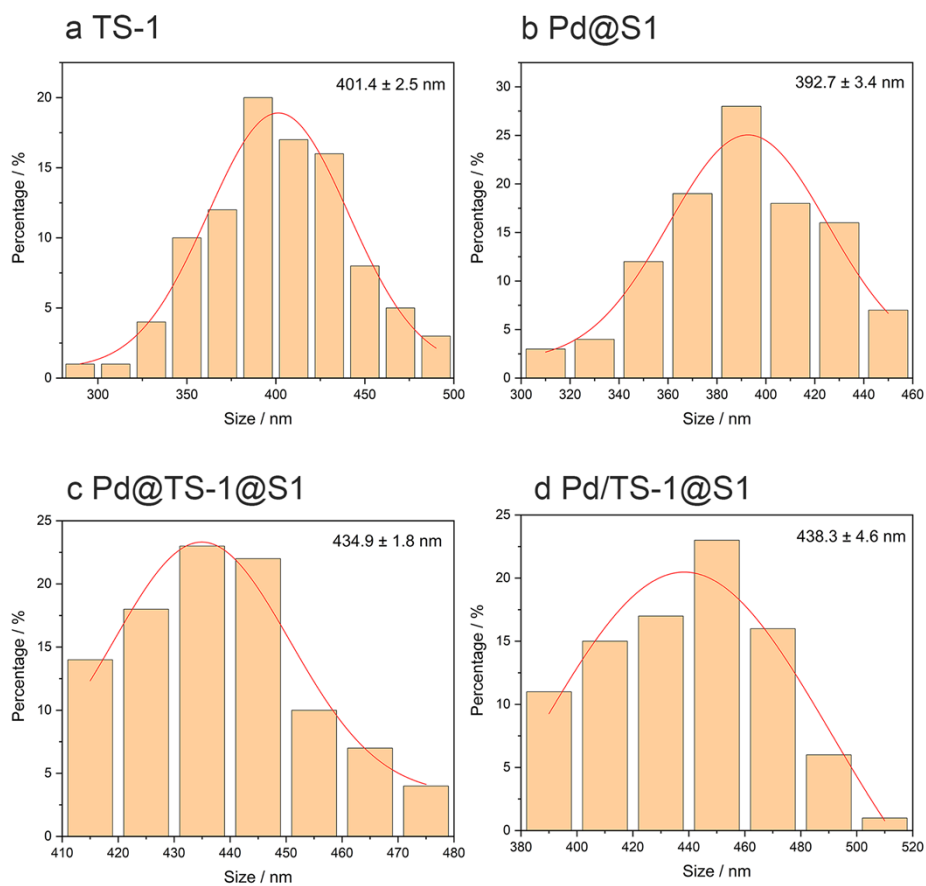 a TS-1
401.4 ± 2.5 nm
20
15
10
5
0
Percentage / %
300 350 400 450 500
Size / nm
b Pd@S1
392.7 ± 3.4 nm
30
25
20
15
10
5
0
Percentage / %
300 320 340 360 380 400 420 440 460
Size / nm
c Pd@TS-1@S1
434.9 ± 1.8 nm
25
20
15
10
5
0
Percentage / %
410 420 430 440 450 460 470 480
Size / nm
d Pd/TS-1@S1
438.3 ± 4.6 nm
25
20
15
10
5
0
Percentage / %
380 400 420 440 460 480 500 520
Size / nm